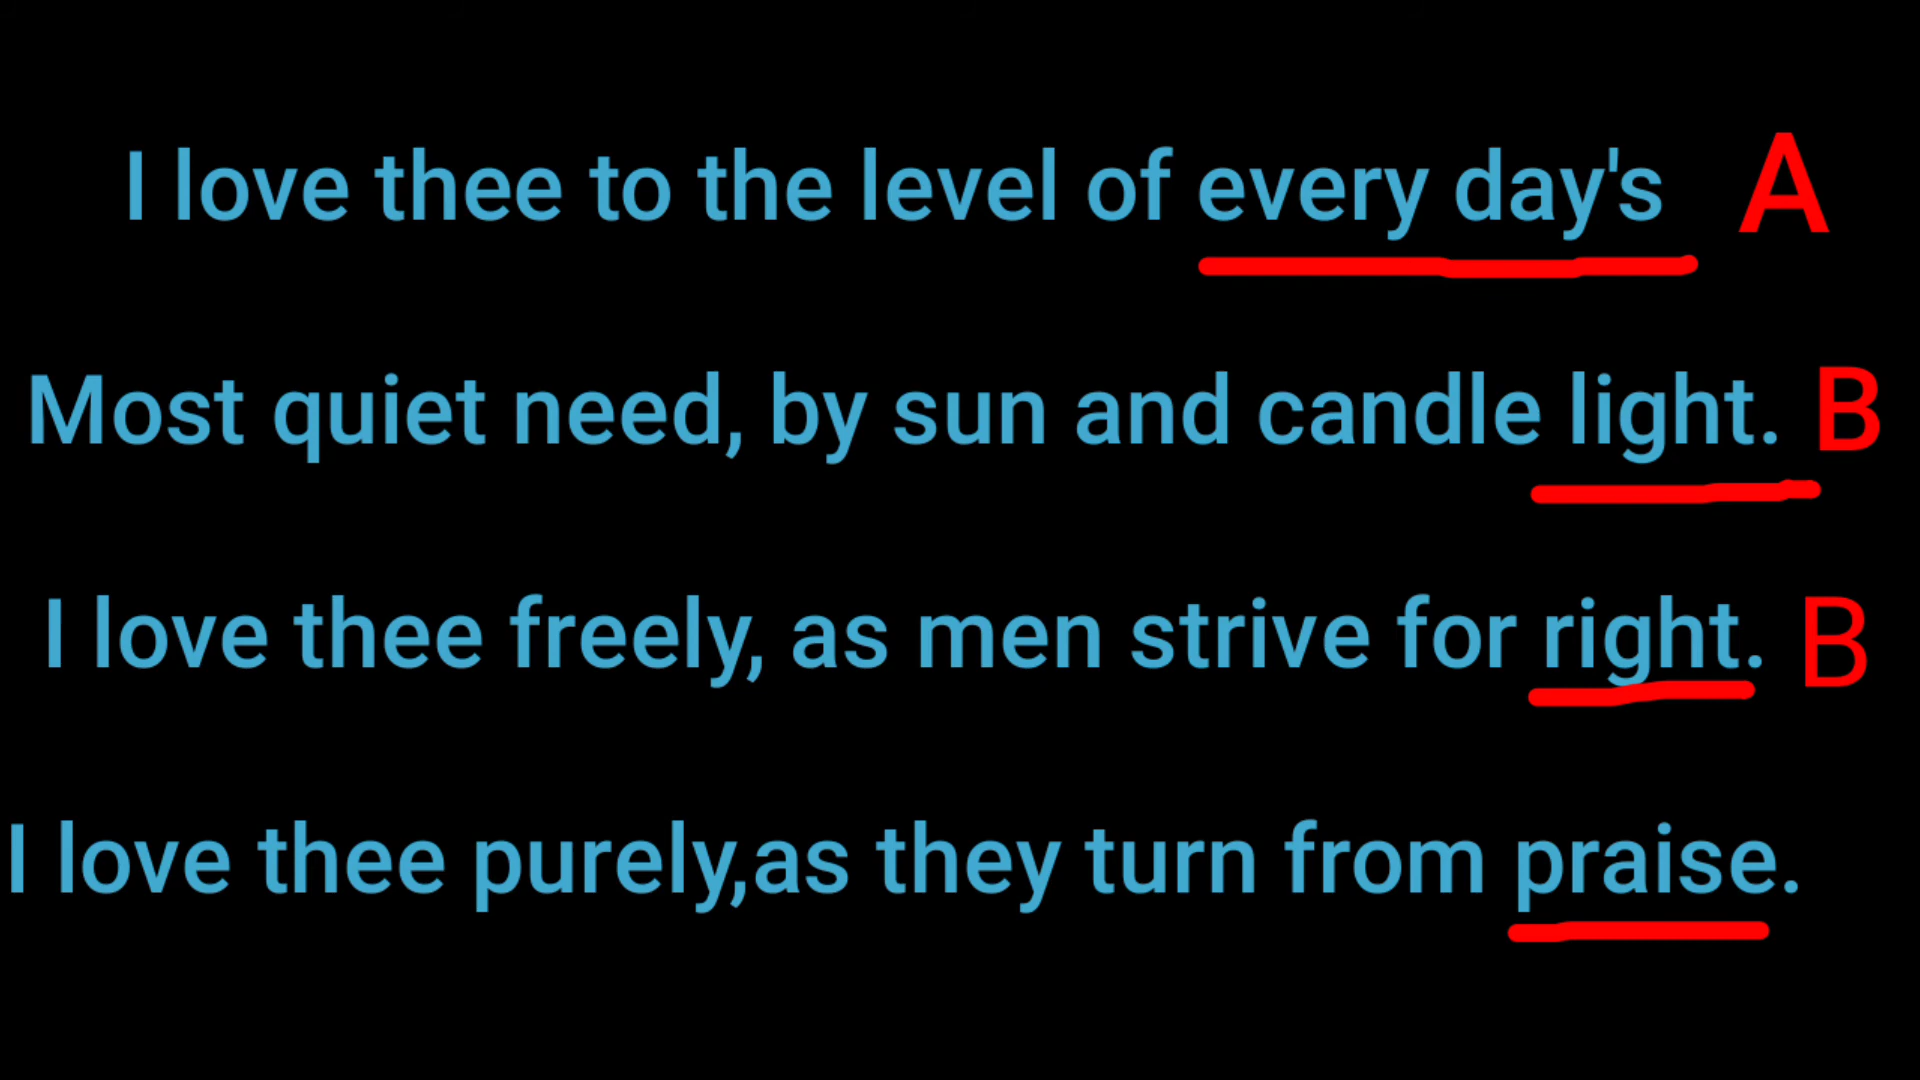 I love thee to the level of every day's A
Most quiet need, by sun and candle light. B
I love thee freely, as men strive for right. B
I love thee purely,as they turn from praise.